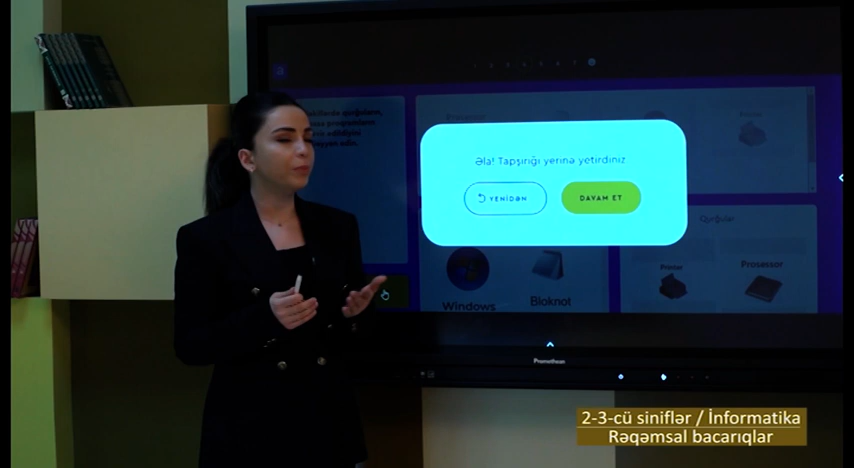 Əla! Tapşırığı yerinə yetirdiniz.
YENİDƏN
DAVAM ET
Qurğular
Windows
Bloknot
Printer
Prosessor
Promethean
2-3-cü siniflər / İnformatika
Rəqəmsal bacarıqlar